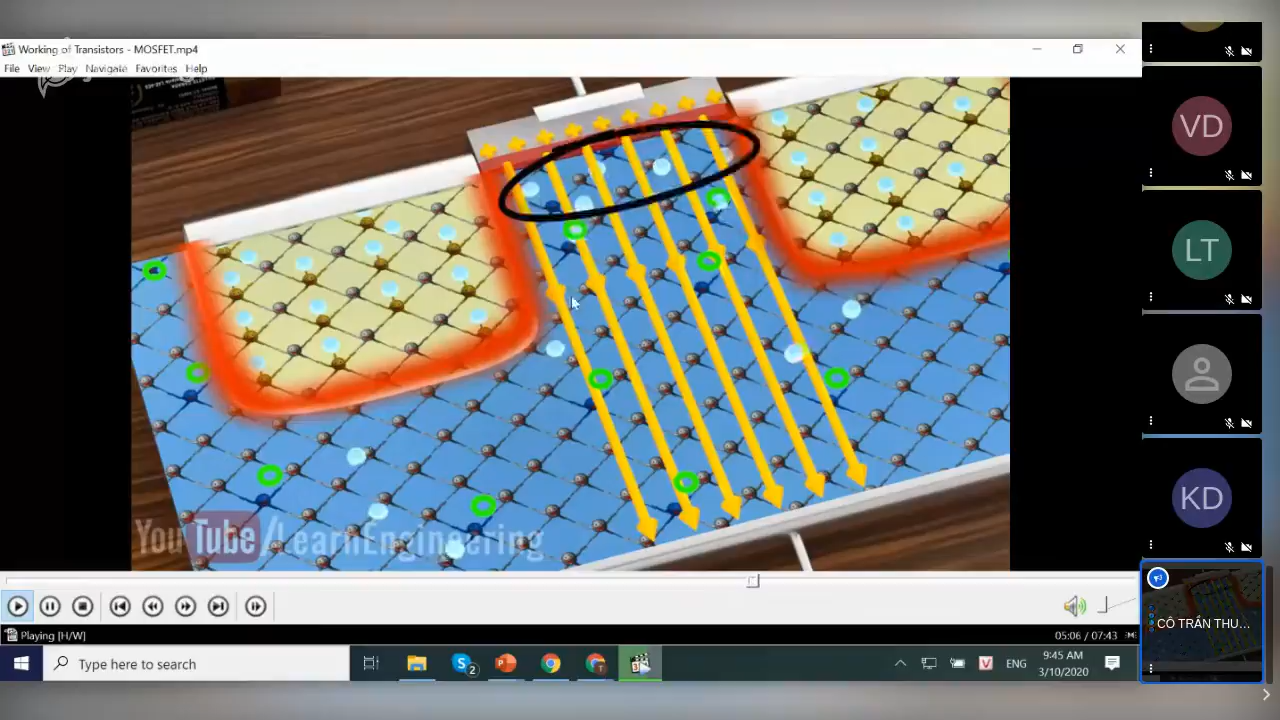 Working of Transistors - MOSFET.mp4
File View Play Navigate Favorites Help
VD
LT
KD
CÔ TRẦN THU...
YouTube/LearnEngineering
Playing [H/W]
05:06 / 07:43
Type here to search
2
V
ENG
9:45 AM
3/10/2020